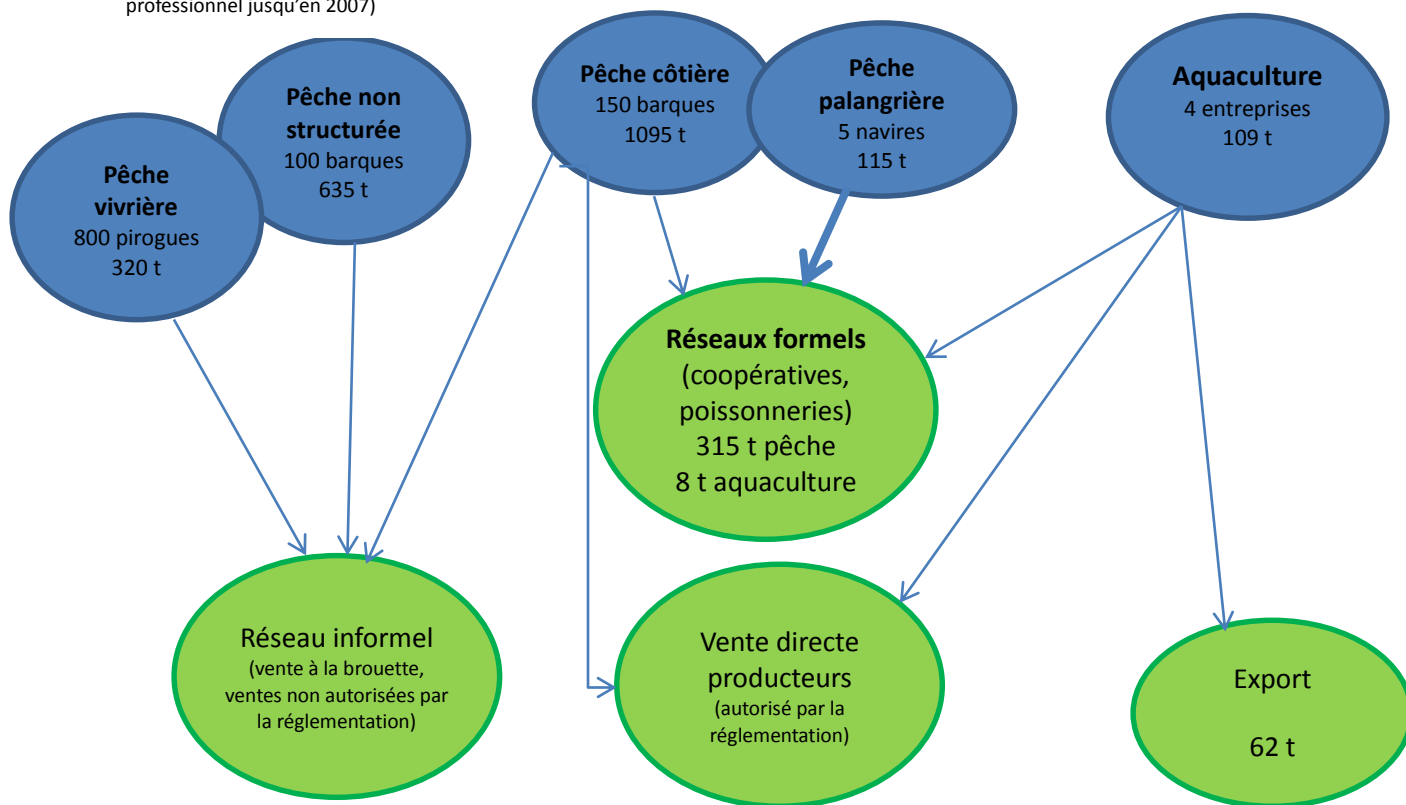 professionnel jusqu'en 2007)
Pêche non
structurée
100 barques
635 t
Pêche
vivrière
800 pirogues
320 t
Pêche côtière
150 barques
1095 t
Pêche
palangrière
5 navires
115 t
Aquaculture
4 entreprises
109 t
Réseaux formels
(coopératives,
poissonneries)
315 t pêche
8 t aquaculture
Réseau informel
(vente à la brouette,
ventes non autorisées par
la réglementation)
Vente directe
producteurs
(autorisé par la
réglementation)
Export
62 t